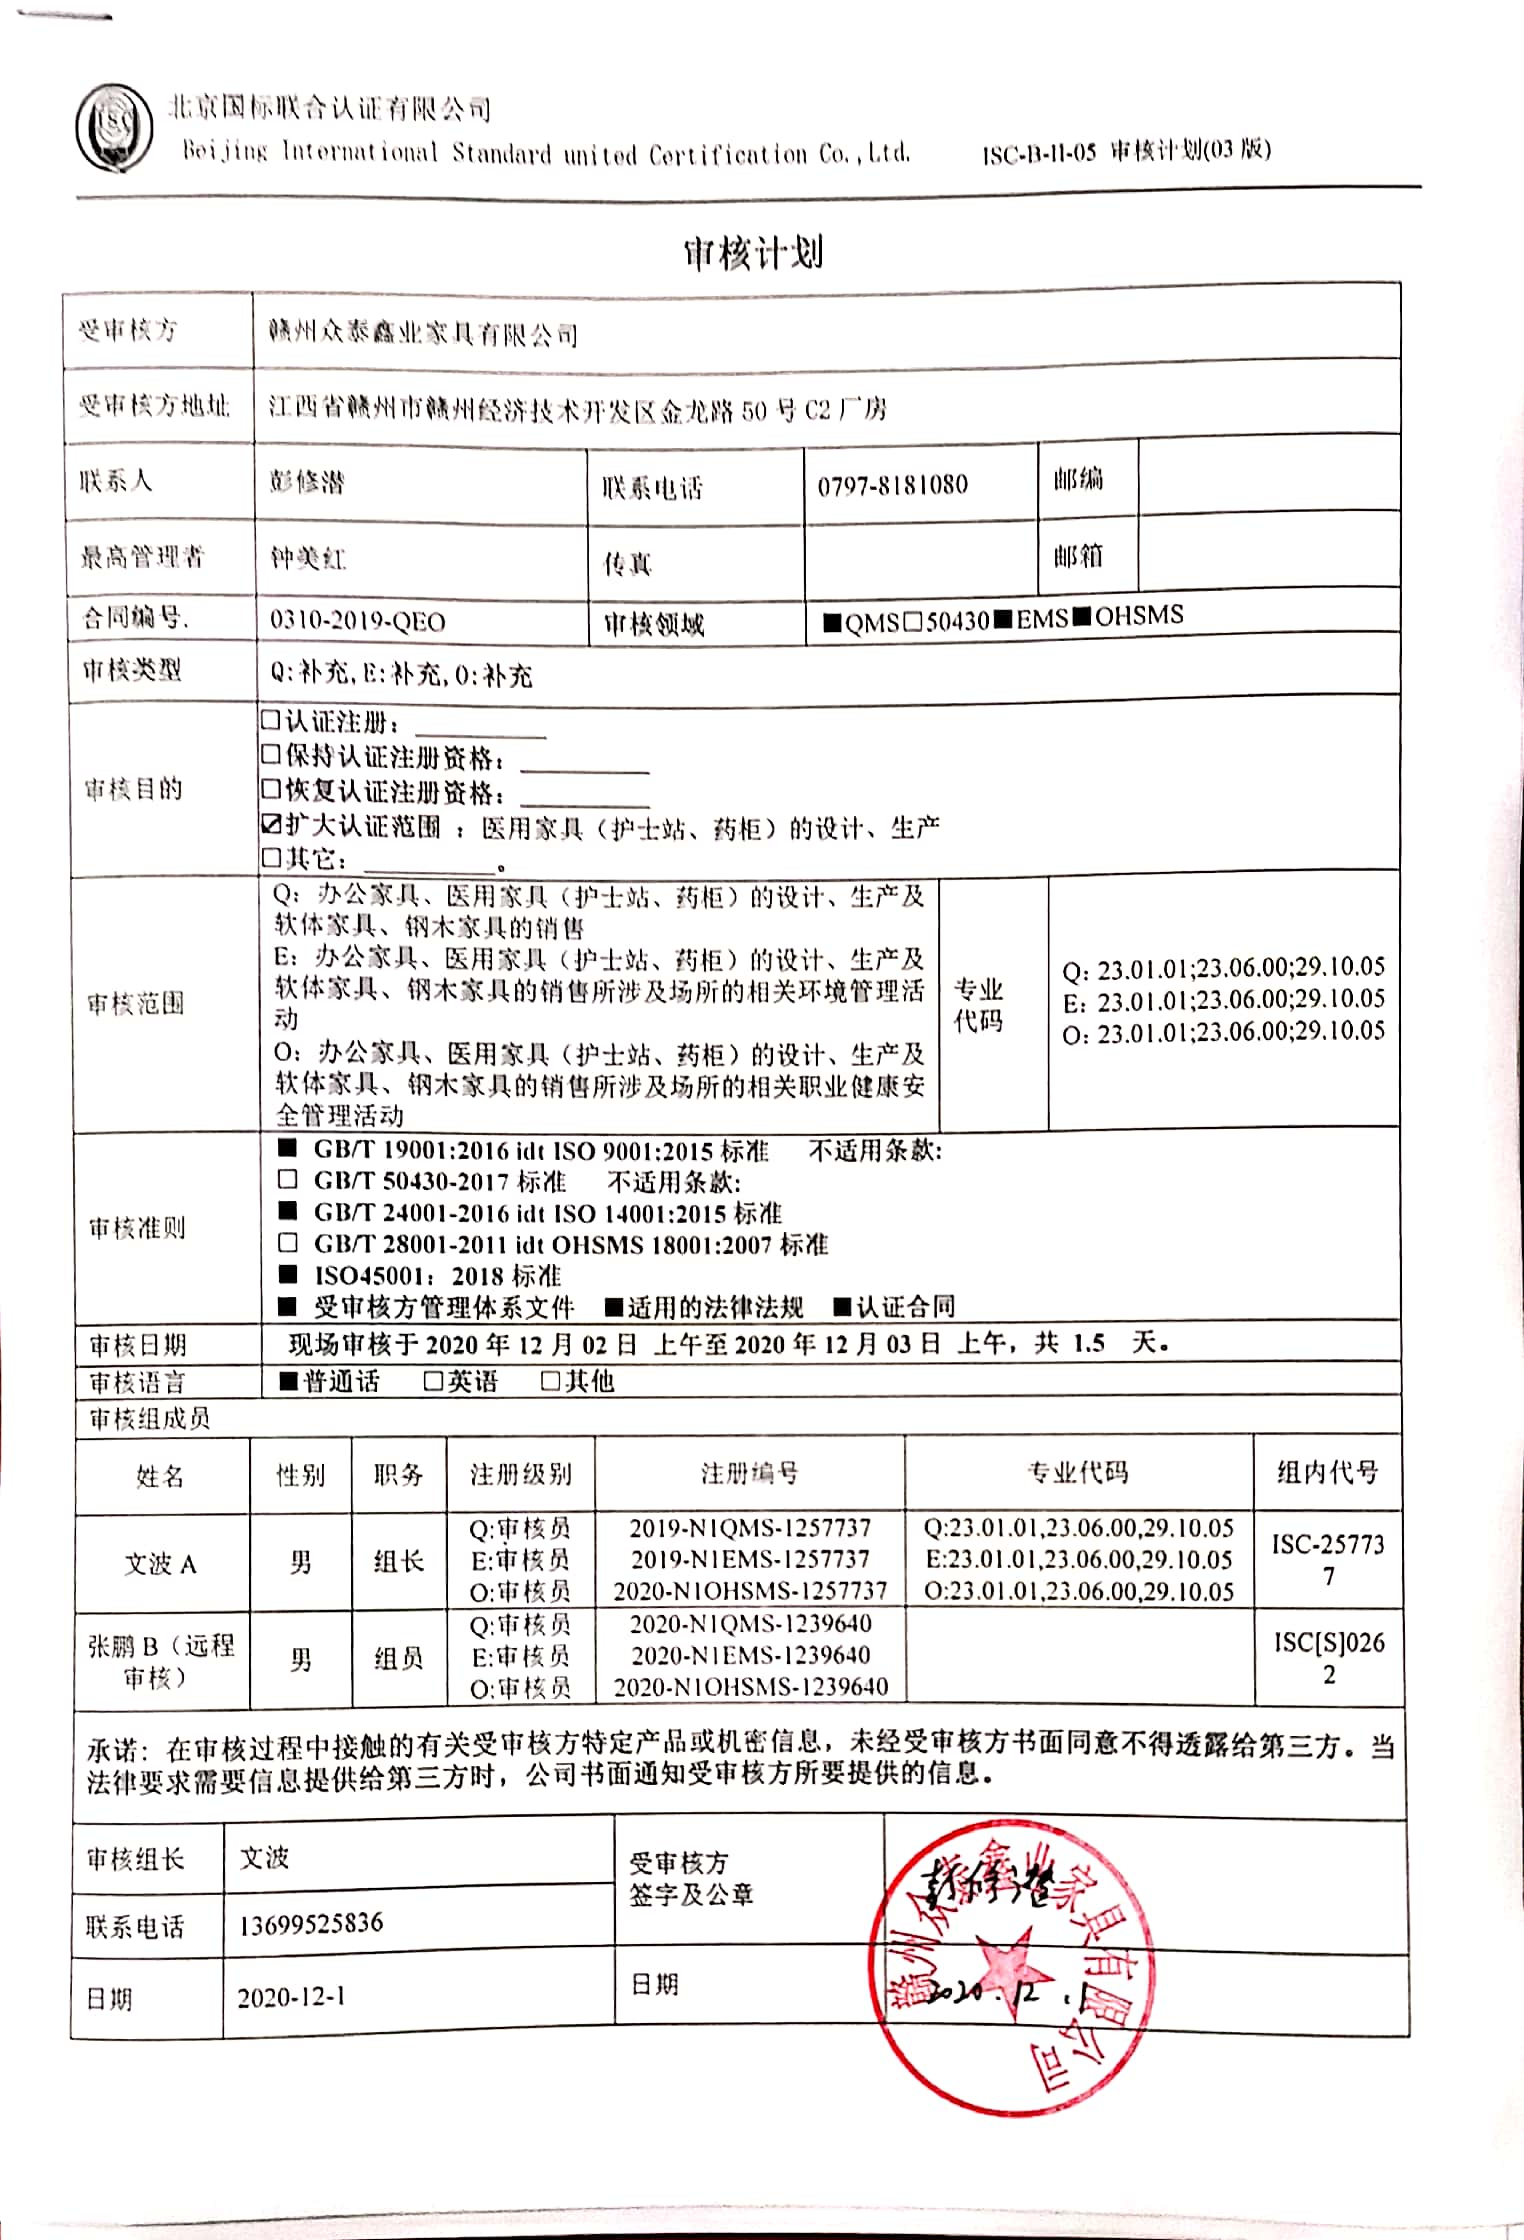 北京国标联合认证有限公司
Beijing International Standard united Certification Co.,Ltd. ISC-B-II-05 审核计划(03 版)
审核计划
受审核方 赣州众泰鑫业家具有限公司
受审核方地址 江西省赣州市赣州经济技术开发区金龙路 50 号 C2 厂房
联系人 彭修潜 联系电话 0797-8181080 邮编
最高管理者 钟美红 传真 邮箱
合同编号. 0310-2019-QEO 审核领域 ■QMS□50430■EMS■OHSMS
审核类型 Q:补充, E:补充, O:补充
审核目的
□认证注册：
□保持认证注册资格：
□恢复认证注册资格：
☑扩大认证范围 ：医用家具（护士站、药柜）的设计、生产
□其它： 。
审核范围
Q：办公家具、医用家具（护士站、药柜）的设计、生产及
软体家具、钢木家具的销售
E：办公家具、医用家具（护士站、药柜）的设计、生产及
软体家具、钢木家具的销售所涉及场所的相关环境管理活
动
O：办公家具、医用家具（护士站、药柜）的设计、生产及
软体家具、钢木家具的销售所涉及场所的相关职业健康安
全管理活动
专业
代码
Q：23.01.01;23.06.00;29.10.05
E：23.01.01;23.06.00;29.10.05
O：23.01.01;23.06.00;29.10.05
审核准则
■ GB/T 19001:2016 idt ISO 9001:2015 标准 不适用条款:
□ GB/T 50430-2017 标准 不适用条款:
■ GB/T 24001-2016 idt ISO 14001:2015 标准
□ GB/T 28001-2011 idt OHSMS 18001:2007 标准
■ ISO45001：2018 标准
■ 受审核方管理体系文件 ■适用的法律法规 ■认证合同
审核日期 现场审核于 2020 年 12 月 02 日 上午至 2020 年 12 月 03 日 上午，共 1.5 天。
审核语言 ■普通话 □英语 □其他
审核组成员
姓名 性别 职务 注册级别 注册编号 专业代码 组内代号
文波 A 男 组长
Q:审核员 2019-N1QMS-1257737 Q:23.01.01,23.06.00,29.10.05
E:审核员 2019-N1EMS-1257737 E:23.01.01,23.06.00,29.10.05
O:审核员 2020-N1OHSMS-1257737 O:23.01.01,23.06.00,29.10.05
ISC-25773
7
张鹏 B（远程
审核）
男 组员
Q:审核员 2020-N1QMS-1239640
E:审核员 2020-N1EMS-1239640
O:审核员 2020-N1OHSMS-1239640
ISC[S]026
2
承诺：在审核过程中接触的有关受审核方特定产品或机密信息，未经受审核方书面同意不得透露给第三方。当
法律要求需要信息提供给第三方时，公司书面通知受审核方所要提供的信息。
审核组长 文波
受审核方
签字及公章
彭修潜
赣州众泰鑫业家具有限公司
联系电话 13699525836
日期 2020-12-1 日期 2020.12.1